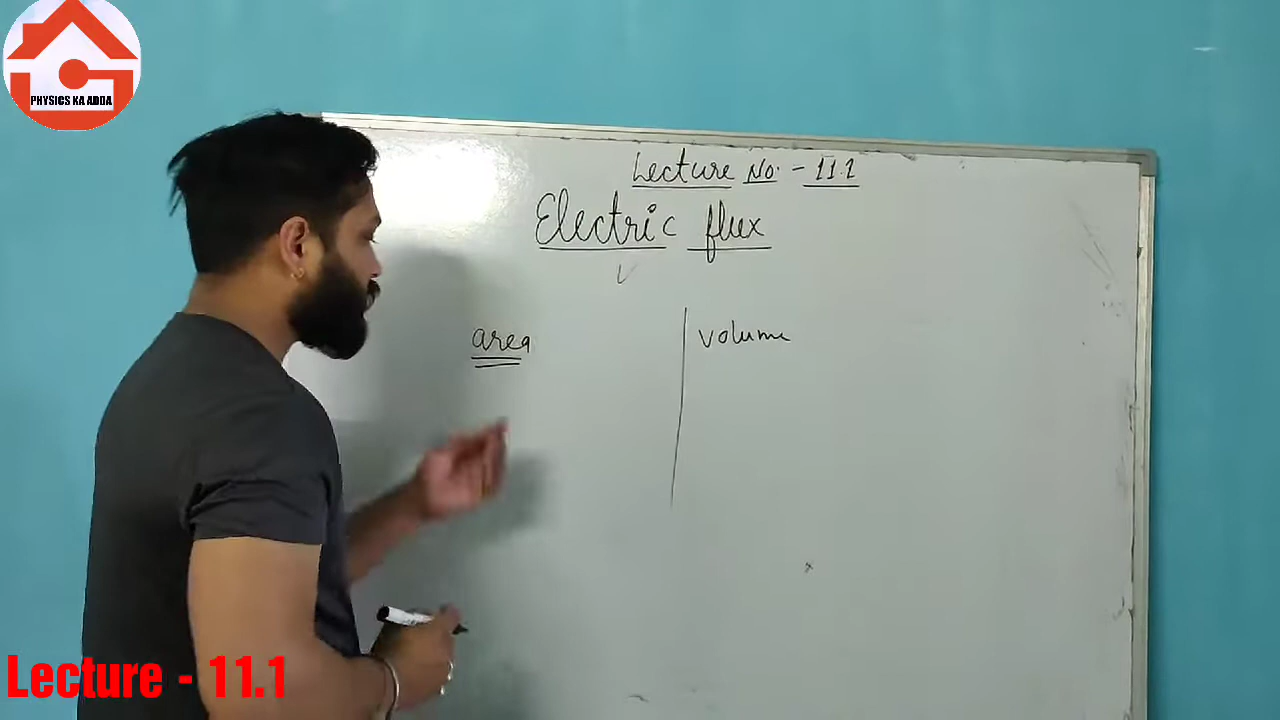 PHYSICS KA ADDA
Lecture No. - 11.1
Electric flux
area
volume
Lecture - 11.1